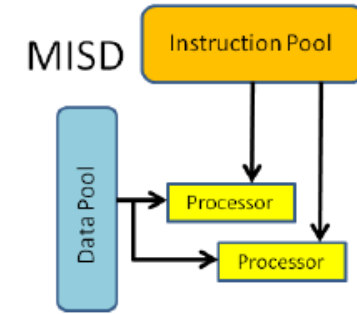 MISD
Instruction Pool
Data Pool
Processor
Processor